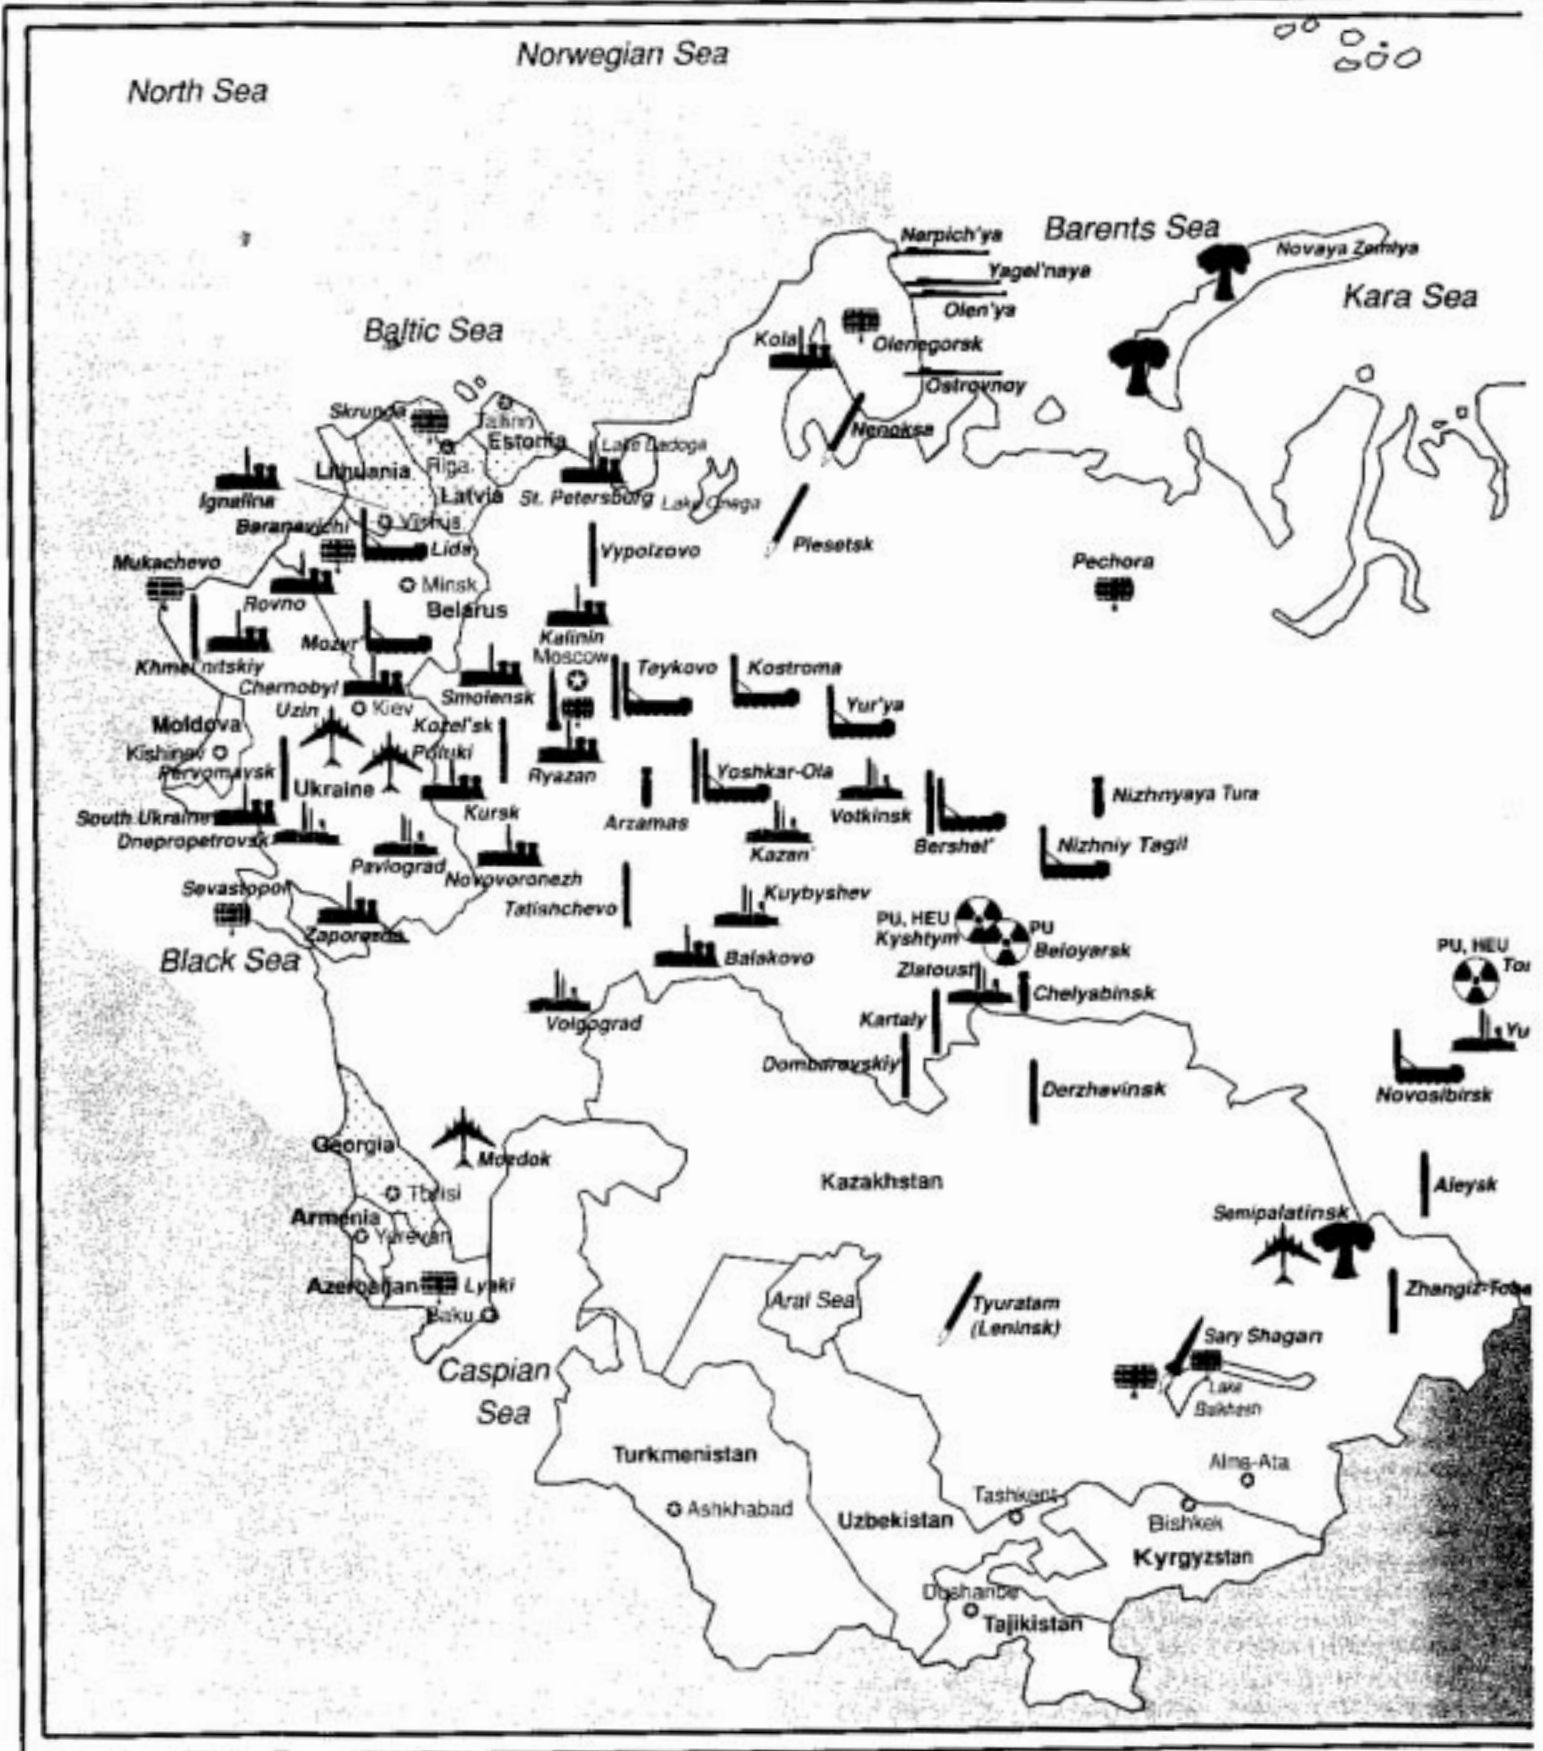 Norwegian Sea
North Sea
Barents Sea
Nerpich'ya
Yagel'naya
Olen'ya
Novaya Zemlya
Kara Sea
Baltic Sea
Kola
Olenegorsk
Ostrovnoy
Skrunda
Tallinn
Estonia
Nenoksa
Lake Ladoga
Lithuania
Riga
Latvia
St. Petersburg
Lake Onega
Ignalina
Baranavichi
Vilnius
Lida
Vypolzovo
Plesetsk
Mukachevo
Pechora
Rovno
Minsk
Belarus
Kalinin
Moscow
Khmel'nitskiy
Mozyr'
Teykovo
Kostroma
Chernobyl
Smolensk
Uzin
Kiev
Yur'ya
Moldova
Kozel'sk
Kishinev
Priluki
Pervomaysk
Ryazan
Yoshkar-Ola
Ukraine
Nizhnyaya Tura
South Ukraine
Kursk
Arzamas
Votkinsk
Dnepropetrovsk
Kazan'
Bershet'
Nizhniy Tagil
Pavlograd
Novovoronezh
Sevastopol
Tatishchevo
Kuybyshev
PU, HEU
Kyshtym
PU
Beloyarsk
Zaporozhe
Black Sea
Balakovo
PU, HEU
Zlatoust
Chelyabinsk
Volgograd
Kartaly
Yu
Dombarovskiy
Derzhavinsk
Novosibirsk
Georgia
Mozdok
Kazakhstan
Aleysk
Tbilisi
Semipalatinsk
Armenia
Yerevan
Azerbaijan
Lyaki
Baku
Aral Sea
Tyuratam
(Leninsk)
Zhangiz-Tobe
Sary Shagan
Caspian
Sea
Lake
Balkhash
Turkmenistan
Alma-Ata
Ashkhabad
Tashkent
Uzbekistan
Bishkek
Kyrgyzstan
Dushanbe
Tajikistan